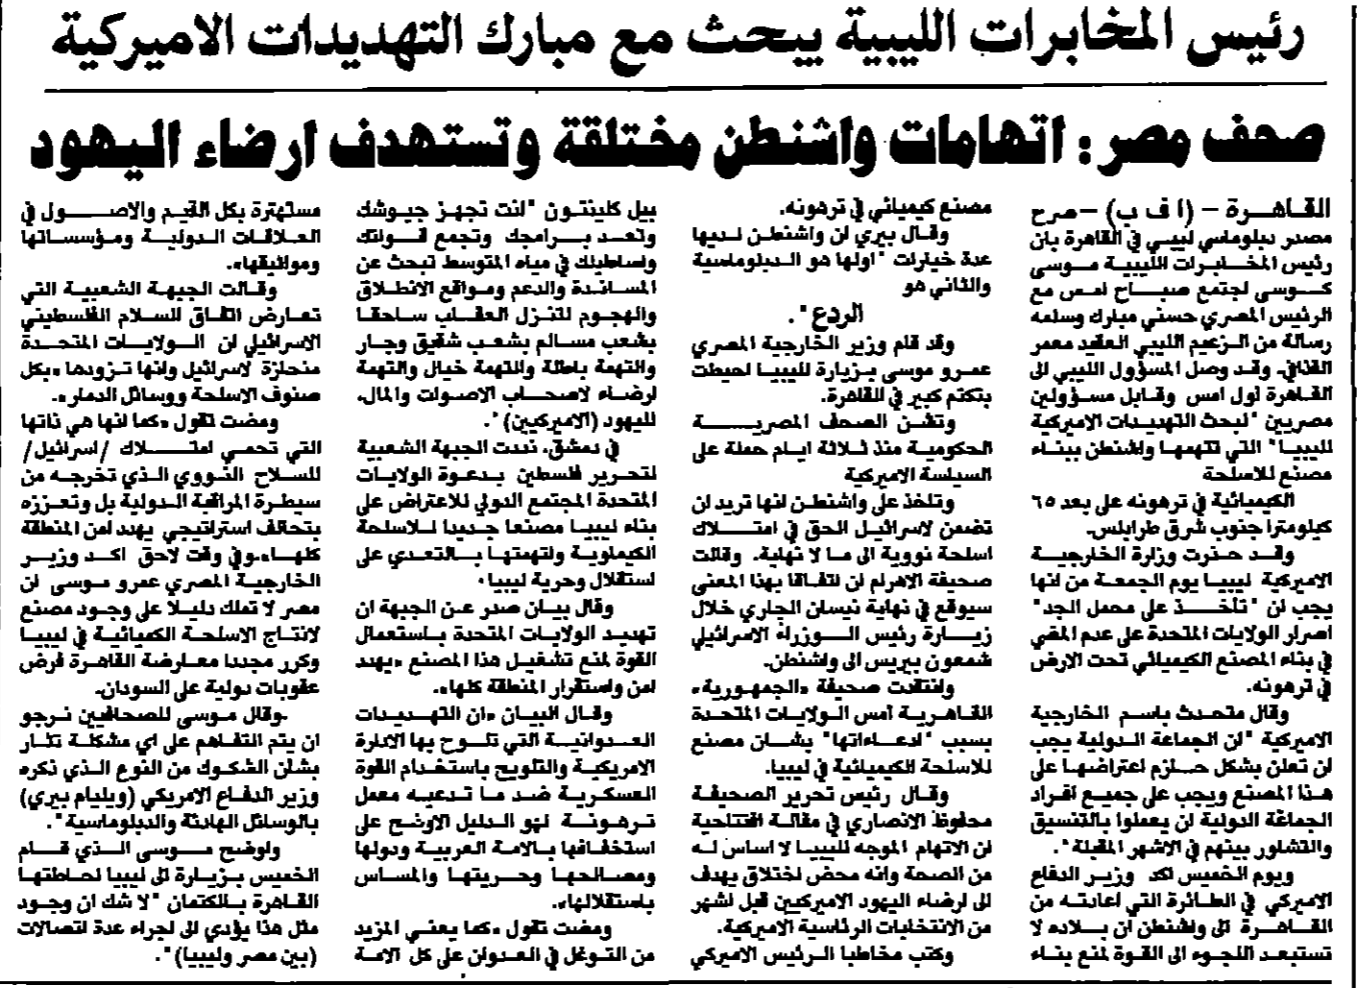 رئيس المخابرات الليبية يبحث مع مبارك التهديدات الاميركية
صحف مصر : اتهامات واشنطن مختلقة وتستهدف ارضاء اليهود
القاهرة - (ا ف ب) - صرح
مصدر دبلوماسي ليبي في القاهرة بان
رئيس المخابرات الليبية موسى
كوسى اجتمع صباح امس مع
الرئيس المصري حسني مبارك وسلمه
رسالة من الزعيم الليبي العقيد معمر
القذافي. وقد وصل المسؤول الليبي الى
القاهرة اول امس وقابل مسؤولين
مصريين "لبحث التهديدات الاميركية
لليبيا" التي تتهمها واشنطن ببناء
مصنع للاسلحة
الكيميائية في ترهونه على بعد ٦٥
كيلومترا جنوب شرق طرابلس.
وقد حذرت وزارة الخارجية
الاميركية ليبيا يوم الجمعة من انها
يجب ان "تأخذ على محمل الجد"
اصرار الولايات المتحدة على عدم المضي
في بناء المصنع الكيميائي تحت الارض
في ترهونه.
وقال متحدث باسم الخارجية
الاميركية "ان الجماعة الدولية يجب
ان تعلن بشكل حازم اعتراضها على
هذا المصنع ويجب على جميع افراد
الجماعة الدولية ان يعملوا بالتنسيق
والتشاور بينهم في الاشهر المقبلة".
ويوم الخميس اكد وزير الدفاع
الاميركي في الطائرة التي اعادته من
القاهرة الى واشنطن ان بلاده لا
تستبعد اللجوء الى القوة لمنع بناء
مصنع كيميائي في ترهونه.
وقال بيري ان واشنطن لديها
عدة خيارات "اولها هو الدبلوماسية
والثاني هو
الردع".
وقد قام وزير الخارجية المصري
عمرو موسى بزيارة لليبيا احيطت
بتكتم كبير في القاهرة.
وتشن الصحف المصرية
الحكومية منذ ثلاثة ايام حملة على
السياسة الاميركية
وتأخذ على واشنطن انها تريد ان
تضمن لاسرائيل الحق في امتلاك
اسلحة نووية الى ما لا نهاية. وقالت
صحيفة الاهرام ان اتفاقا بهذا المعنى
سيوقع في نهاية نيسان الجاري خلال
زيارة رئيس الوزراء الاسرائيلي
شمعون بيريس الى واشنطن.
وانتقدت صحيفة «الجمهورية»
القاهرية امس الولايات المتحدة
بسبب "ادعاءاتها" بشان مصنع
للاسلحة الكيميائية في ليبيا.
وقال رئيس تحرير الصحيفة
محفوظ الانصاري في مقالة افتتاحية
ان الاتهام الموجه لليبيا لا اساس له
من الصحة وانه محض اختلاق يهدف
الى ارضاء اليهود الاميركيين قبل اشهر
من الانتخابات الرئاسية الاميركية.
وكتب مخاطبا الرئيس الاميركي
بيل كلينتون "انت تجهز جيوشك
وتعد برامجك وتجمع قواتك
واساطيلك في مياه المتوسط تبحث عن
المساندة والدعم ومواقع الانطلاق
والهجوم لتنزل العقاب ساحقا
بشعب مسالم بشعب شقيق وجار
والتهمة باطلة والتهمة خيال والتهمة
ارضاء لاصحاب الاصوات والمال.
لليهود (الاميركيين)".
في دمشق، نددت الجبهة الشعبية
لتحرير فلسطين بدعوة الولايات
المتحدة المجتمع الدولي للاعتراض على
بناء ليبيا مصنعا جديدا للاسلحة
الكيماوية واتهمتها بالتعدي على
استقلال وحرية ليبيا.
وقال بيان صدر عن الجبهة ان
تهديد الولايات المتحدة باستعمال
القوة لمنع تشغيل هذا المصنع «يهدد
امن واستقرار المنطقة كلها».
وقال البيان «ان التهديدات
العدوانية التي تلوح بها الادارة
الامريكية والتلويح باستخدام القوة
العسكرية ضد ما تدعيه معمل
ترهونة لهو الدليل الاوضح على
استخفافها بالامة العربية ودولها
ومصالحها وحريتها والمساس
باستقلالها».
ومضت تقول «كما يعني المزيد
من التوغل في العدوان على كل الامة
مستهترة بكل القيم والاصول في
العلاقات الدولية ومؤسساتها
ومواثيقها».
وقالت الجبهة الشعبية التي
تعارض اتفاق السلام الفلسطيني
الاسرائيلي ان الولايات المتحدة
منحازة لاسرائيل وانها تزودها «بكل
صنوف الاسلحة ووسائل الدمار».
ومضت تقول «كما انها هي ذاتها
التي تحمي امتلاك /اسرائيل/
للسلاح النووي الذي تخرجه من
سيطرة المراقبة الدولية بل وتعززه
بتحالف استراتيجي يهدد امن المنطقة
كلها».وفي وقت لاحق اكد وزير
الخارجية المصري عمرو موسى ان
مصر لا تملك دليلا على وجود مصنع
لانتاج الاسلحة الكيميائية في ليبيا
وكرر مجددا معارضة القاهرة فرض
عقوبات دولية على السودان.
.وقال موسى للصحافيين نرجو
ان يتم التفاهم على اي مشكلة تثار
بشأن الشكوك من النوع الذي ذكره
وزير الدفاع الامريكي (ويليام بيري)
بالوسائل الهادئة والدبلوماسية".
واوضح موسى الذي قام
الخميس بزيارة الى ليبيا احاطتها
القاهرة بالكتمان "لا شك ان وجود
مثل هذا يؤدي الى اجراء عدة اتصالات
(بين مصر وليبيا)".